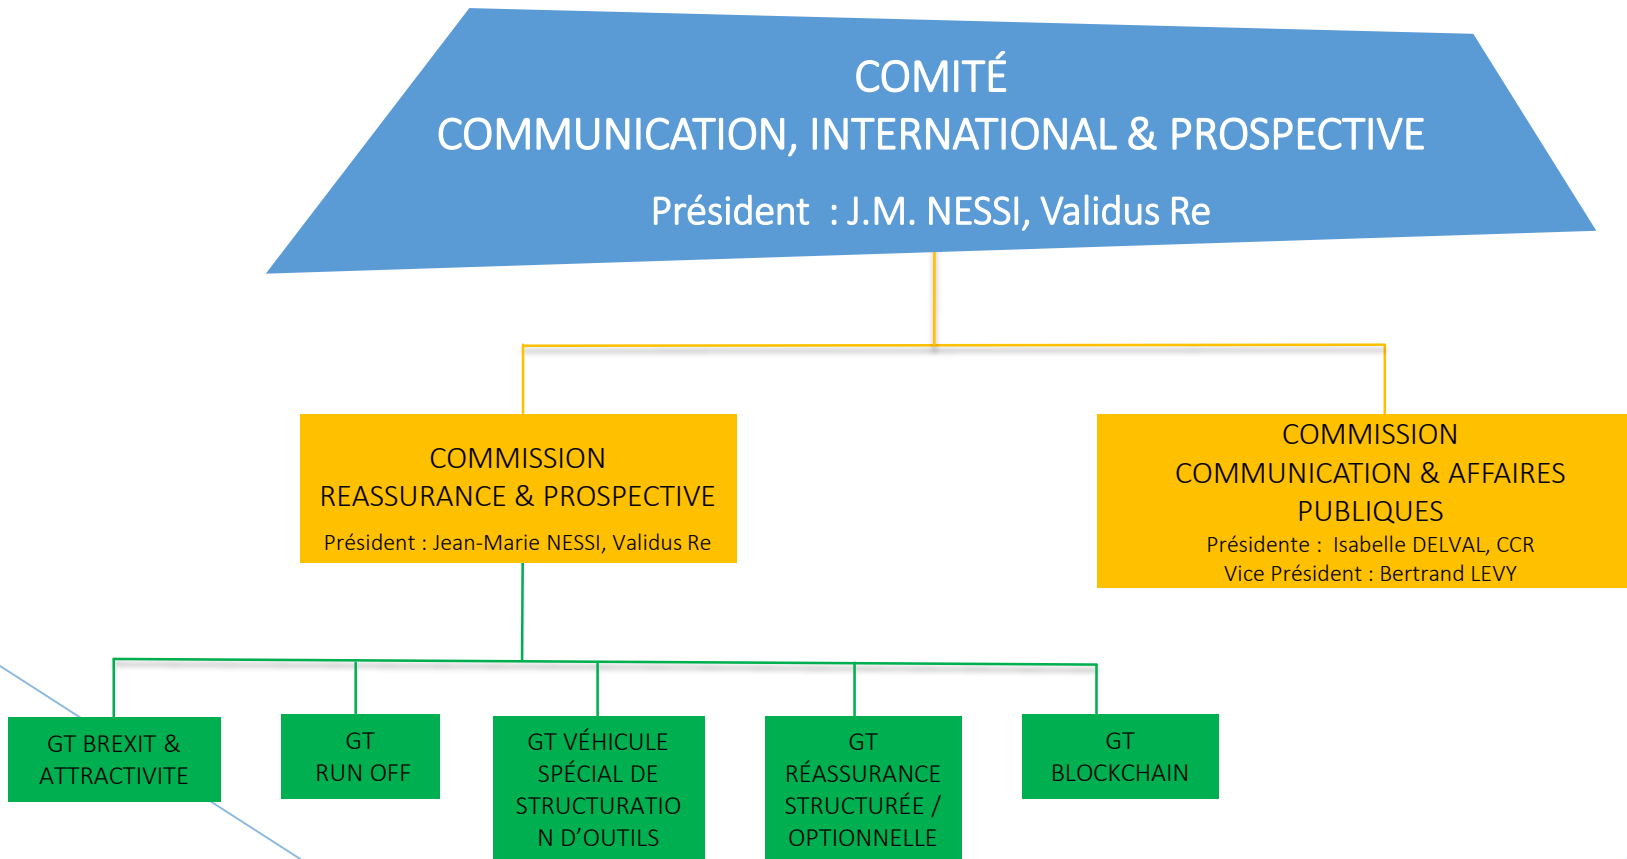 COMITÉ
COMMUNICATION, INTERNATIONAL & PROSPECTIVE
Président : J.M. NESSI, Validus Re
COMMISSION
REASSURANCE & PROSPECTIVE
Président : Jean-Marie NESSI, Validus Re
COMMISSION
COMMUNICATION & AFFAIRES
PUBLIQUES
Présidente : Isabelle DELVAL, CCR
Vice Président : Bertrand LEVY
GT BREXIT &
ATTRACTIVITE
GT
RUN OFF
GT VÉHICULE
SPÉCIAL DE
STRUCTURATIO
N D’OUTILS
GT
RÉASSURANCE
STRUCTURÉE /
OPTIONNELLE
GT
BLOCKCHAIN